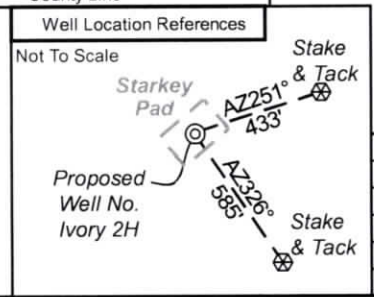 Well Location References
Not To Scale
Starkey
Pad
Stake
& Tack
AZ251°
433'
Proposed
Well No.
Ivory 2H
AZ326°
585'
Stake
& Tack